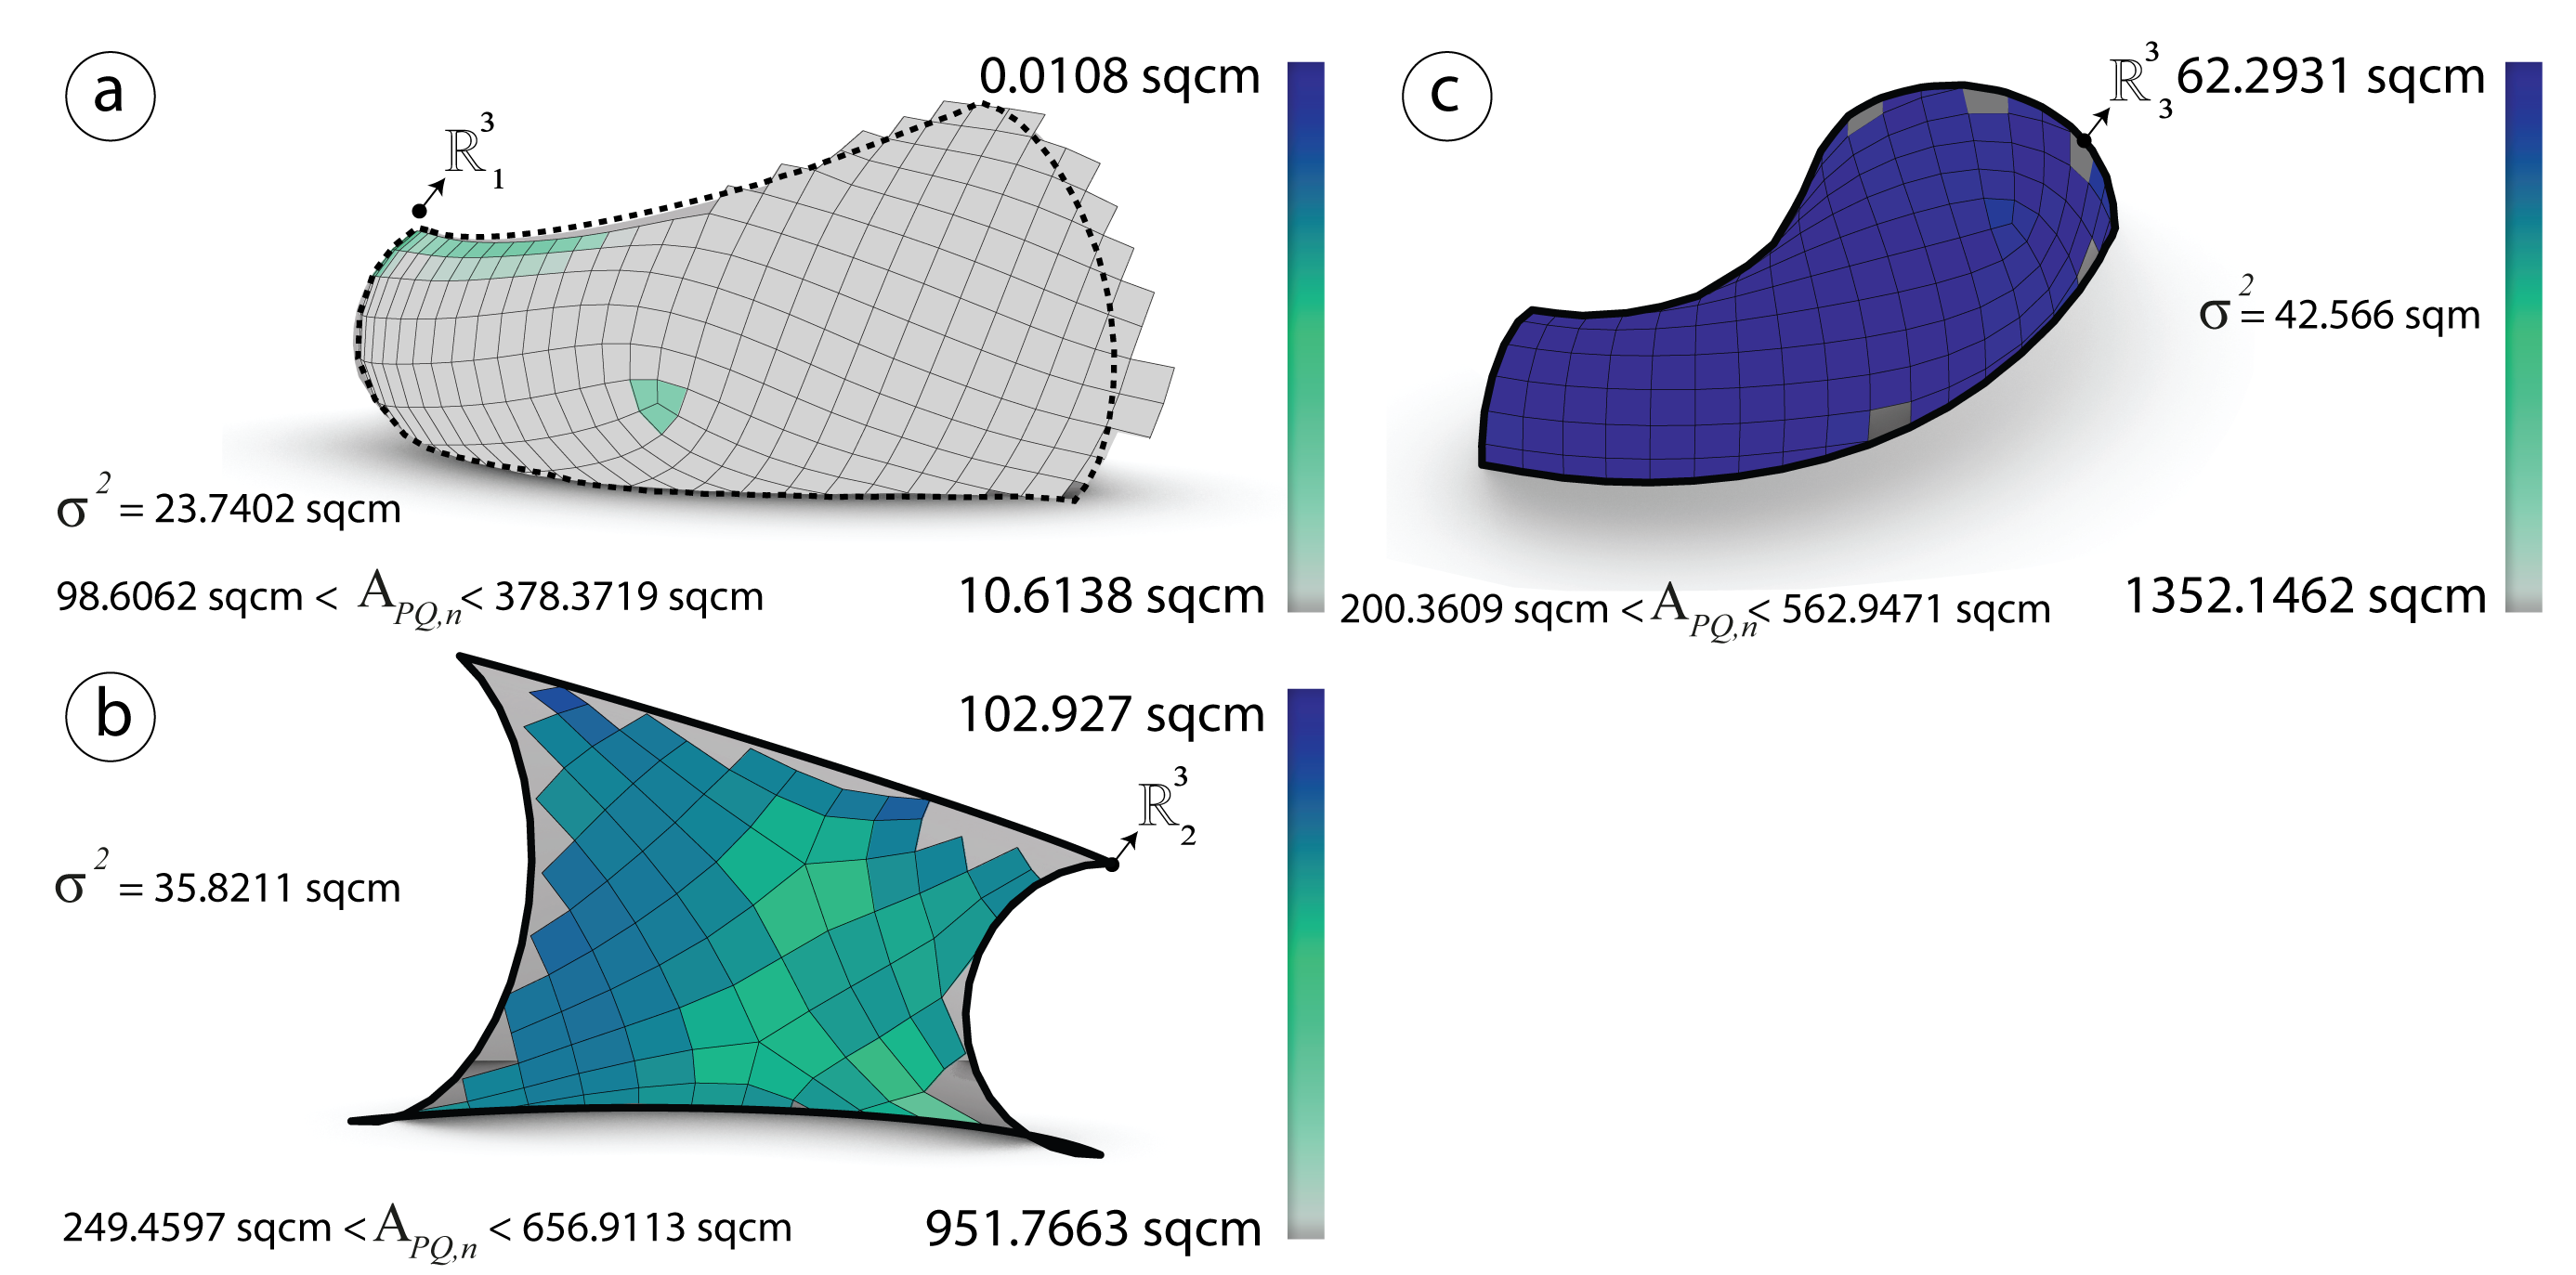 a
0.0108 sqcm
ℝ³₁
σ² = 23.7402 sqcm
98.6062 sqcm < A_PQ,n < 378.3719 sqcm
10.6138 sqcm
c
ℝ³₃
62.2931 sqcm
σ² = 42.566 sqm
200.3609 sqcm < A_PQ,n < 562.9471 sqcm
1352.1462 sqcm
b
102.927 sqcm
ℝ³₂
σ² = 35.8211 sqcm
249.4597 sqcm < A_PQ,n < 656.9113 sqcm
951.7663 sqcm